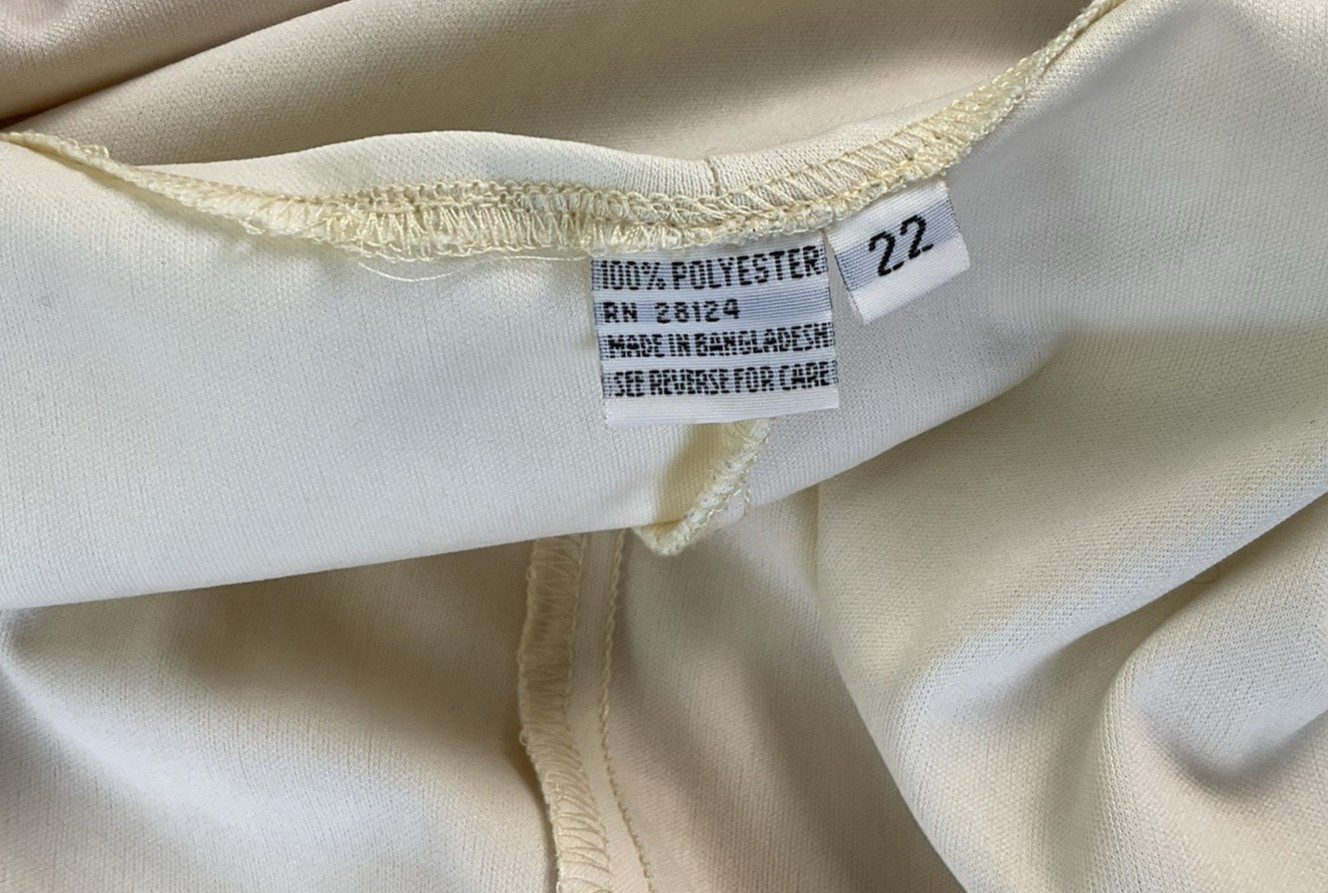 100% POLYESTER
RN 28124
MADE IN BANGLADESH
SEE REVERSE FOR CARE
22